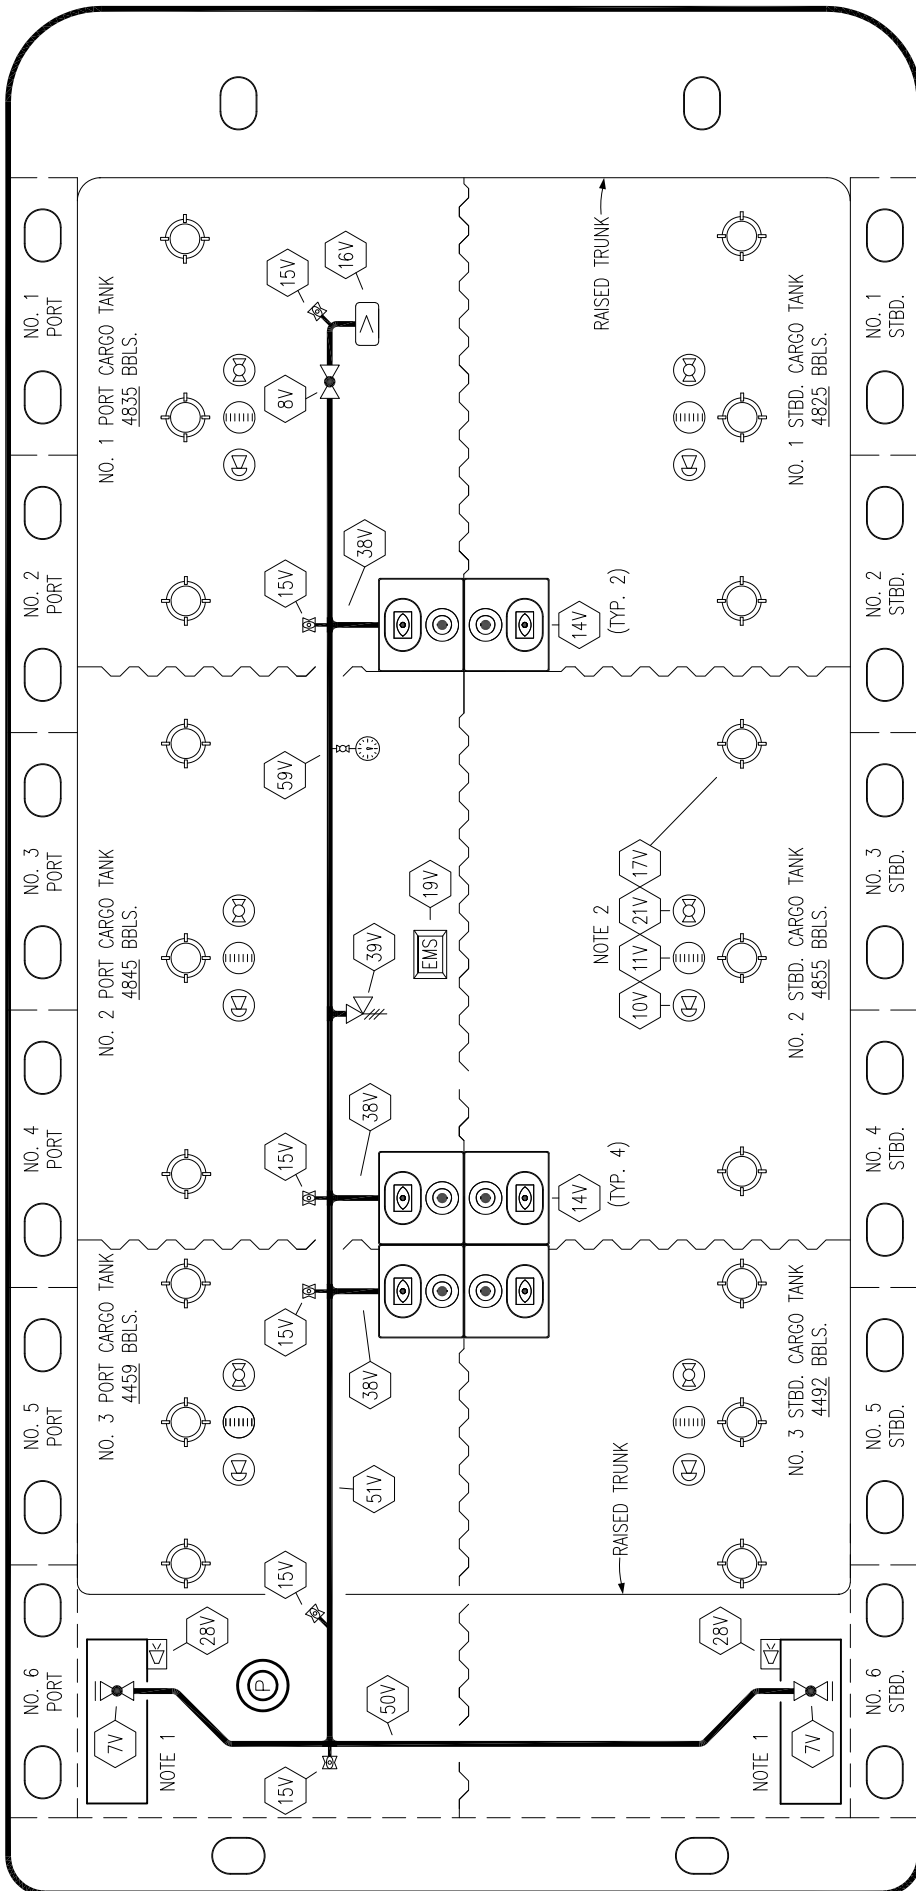 NO. 1
PORT
NO. 2
PORT
NO. 3
PORT
NO. 4
PORT
NO. 5
PORT
NO. 6
PORT
NO. 1 PORT CARGO TANK
4835 BBLS.
15V
16V
8V
RAISED TRUNK
NO. 1 STBD. CARGO TANK
4825 BBLS.
15V
38V
14V
(TYP. 2)
59V
NO. 2 PORT CARGO TANK
4845 BBLS.
19V
EMS
39V
NOTE 2
10V
11V
21V
17V
NO. 2 STBD. CARGO TANK
4855 BBLS.
15V
38V
14V
(TYP. 4)
NO. 3 PORT CARGO TANK
4459 BBLS.
15V
38V
51V
NO. 3 STBD. CARGO TANK
4492 BBLS.
RAISED TRUNK
15V
28V
P
7V
NOTE 1
50V
15V
28V
7V
NOTE 1
NO. 1
STBD.
NO. 2
STBD.
NO. 3
STBD.
NO. 4
STBD.
NO. 5
STBD.
NO. 6
STBD.